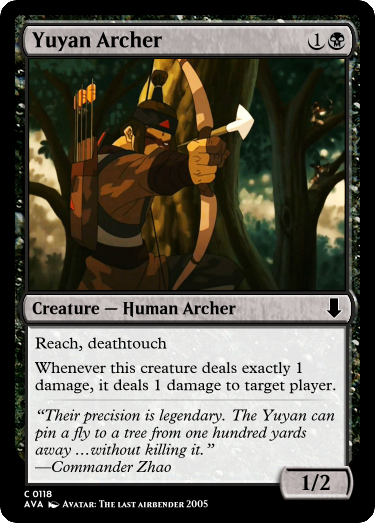 Yuyan Archer 1
Creature — Human Archer
Reach, deathtouch
Whenever this creature deals exactly 1
damage, it deals 1 damage to target player.
“Their precision is legendary. The Yuyan can
pin a fly to a tree from one hundred yards
away …without killing it.”
—Commander Zhao
1/2
C 0118
AVA Avatar: The last airbender 2005